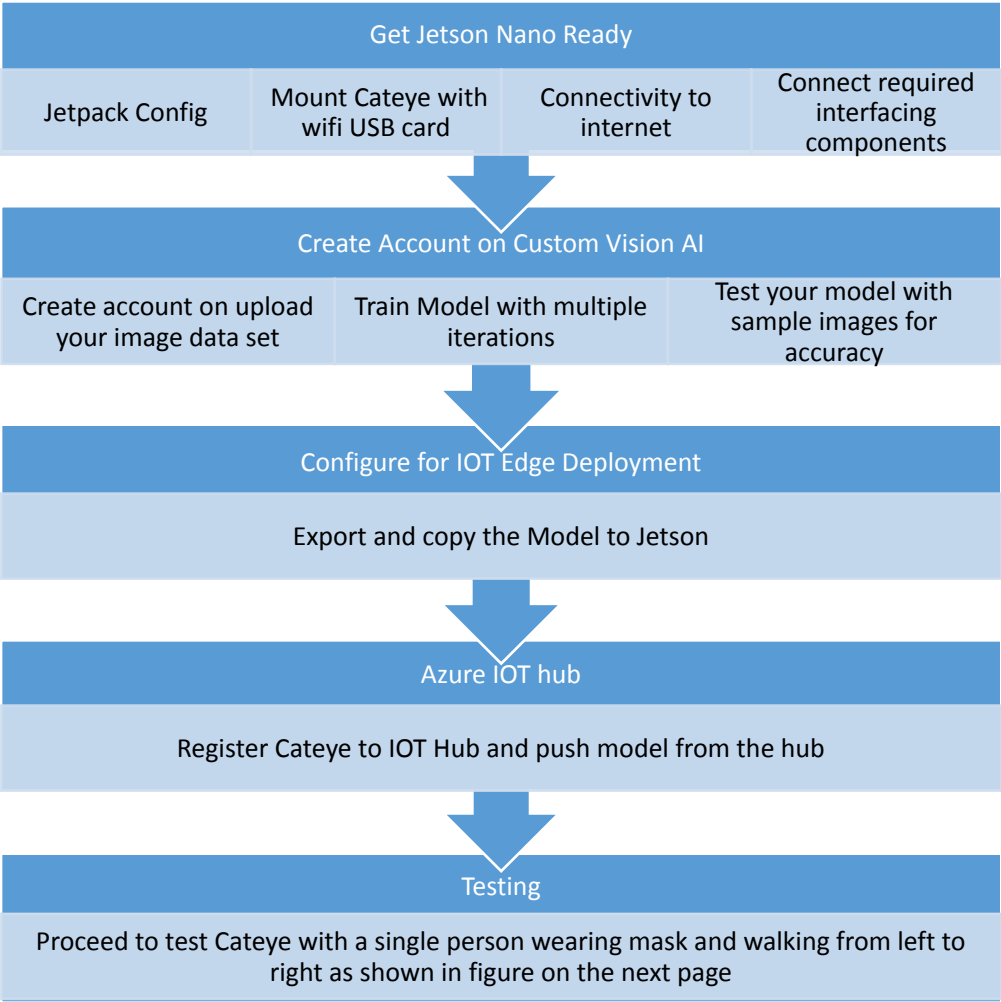 Get Jetson Nano Ready
Jetpack Config
Mount Cateye with
wifi USB card
Connectivity to
internet
Connect required
interfacing
components
Create Account on Custom Vision AI
Create account on upload
your image data set
Train Model with multiple
iterations
Test your model with
sample images for
accuracy
Configure for IOT Edge Deployment
Export and copy the Model to Jetson
Azure IOT hub
Register Cateye to IOT Hub and push model from the hub
Testing
Proceed to test Cateye with a single person wearing mask and walking from left to
right as shown in figure on the next page